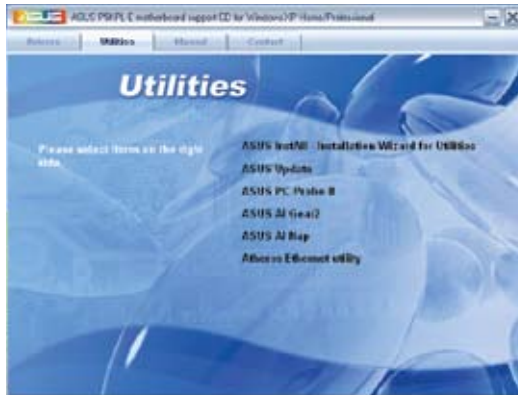 ASUS P5KPL-C motherboard support CD for Windows XP Home/Professional
Drivers Utilities Manual Contact
Utilities
Please select items on the right
side.
ASUS InstAll - Installation Wizard for Utilities
ASUS Update
ASUS PC Probe II
ASUS AI Gear2
ASUS AI Nap
Atheros Ethernet utility